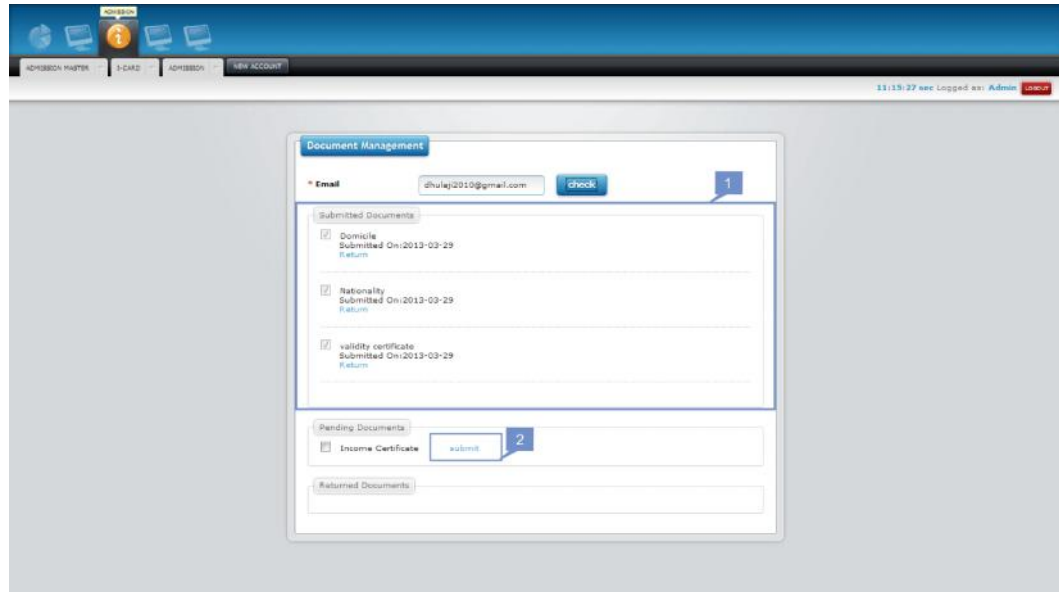 ADMISSION
ADMISSION MASTER
I-CARD
ADMISSION
NEW ACCOUNT
11:15:27 sec Logged as: Admin LOGOUT
Document Management
* Email dhulaji2010@gmail.com check
1
Submitted Documents
Domicile
Submitted On:2013-03-29
Return
Nationality
Submitted On:2013-03-29
Return
validity certificate
Submitted On:2013-03-29
Return
Pending Documents
Income Certificate submit
2
Returned Documents